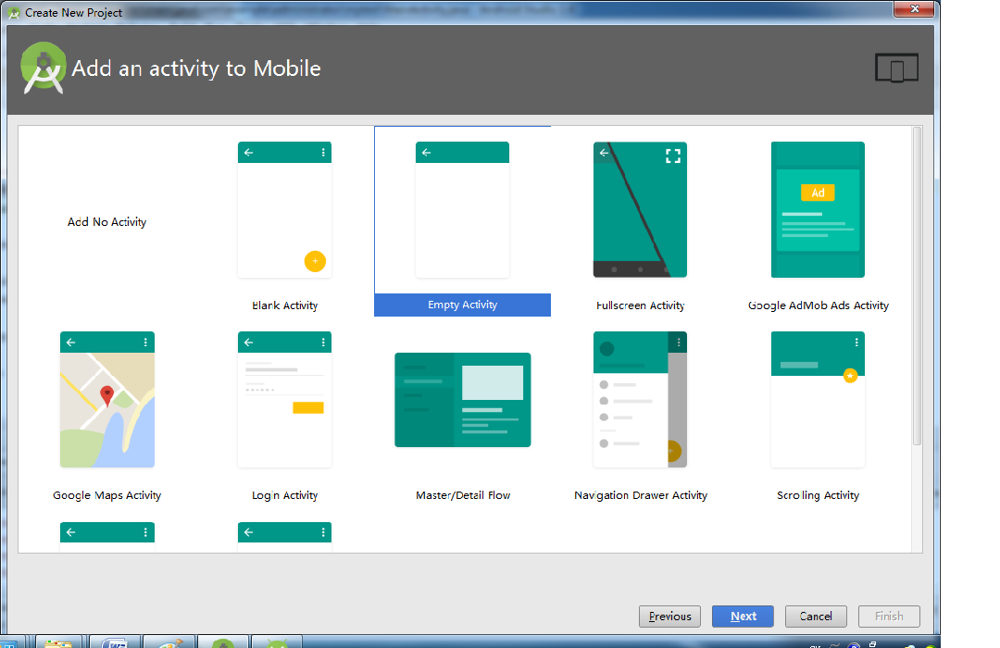 Create New Project
Add an activity to Mobile
Add No Activity
Blank Activity
Empty Activity
Fullscreen Activity
Ad
Google AdMob Ads Activity
Google Maps Activity
Login Activity
Master/Detail Flow
Navigation Drawer Activity
Scrolling Activity
Previous
Next
Cancel
Finish